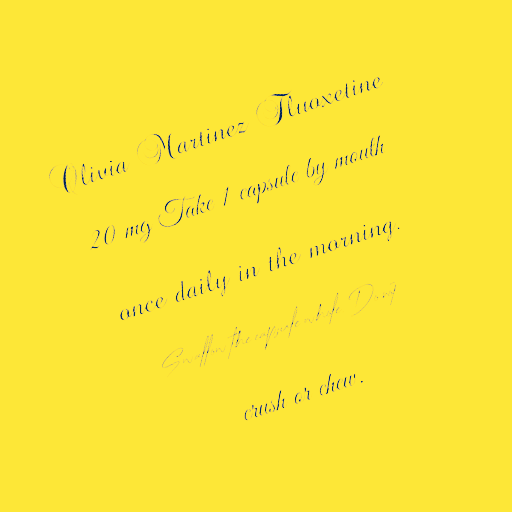 Olivia Martinez Fluoxetine
20 mg Take 1 capsule by mouth
once daily in the morning.
Swallow the capsule whole Do not
crush or chew.